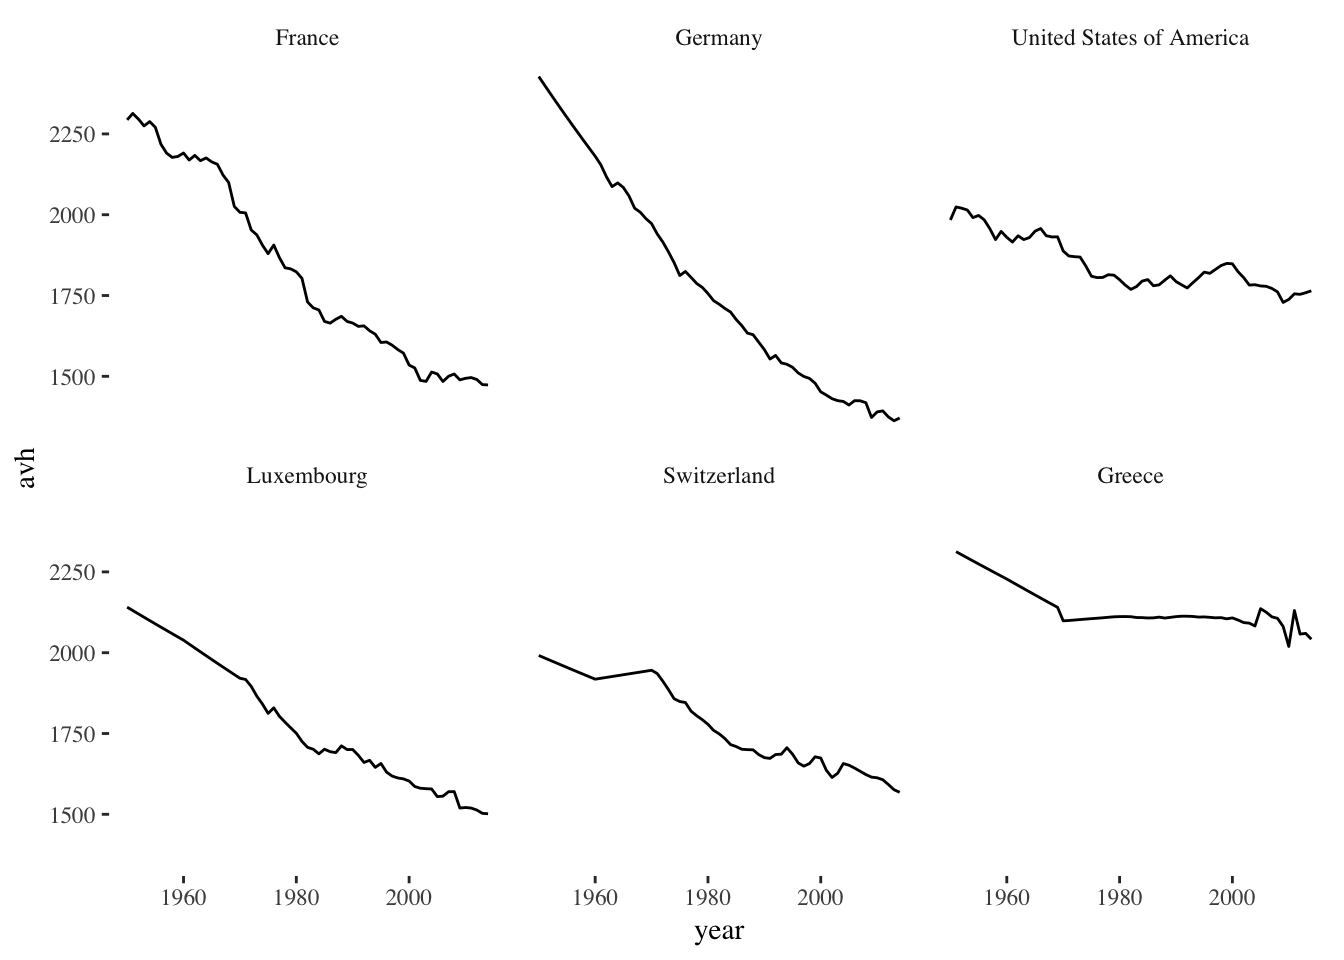 France Germany United States of America
2250
2000
1750
1500
avh
Luxembourg Switzerland Greece
2250
2000
1750
1500
1960 1980 2000 1960 1980 2000 1960 1980 2000
year